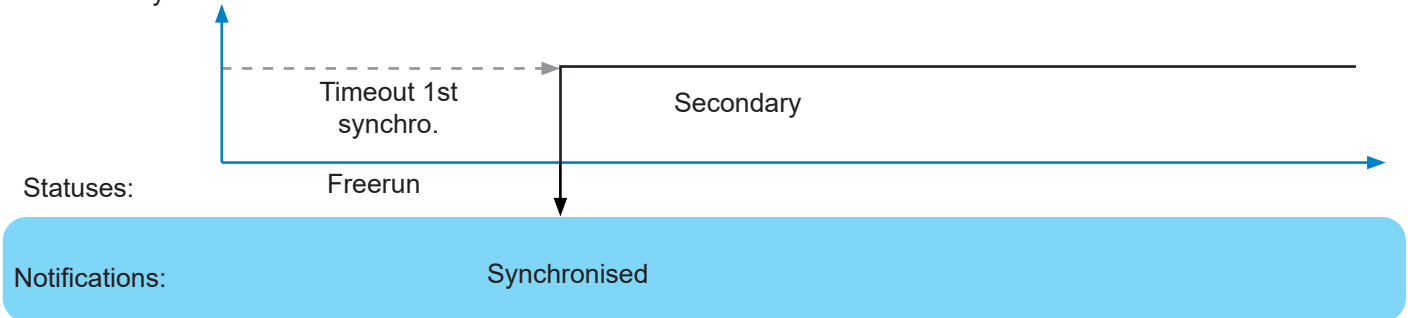 Timeout 1st
synchro.
Secondary
Statuses:
Freerun
Notifications:
Synchronised